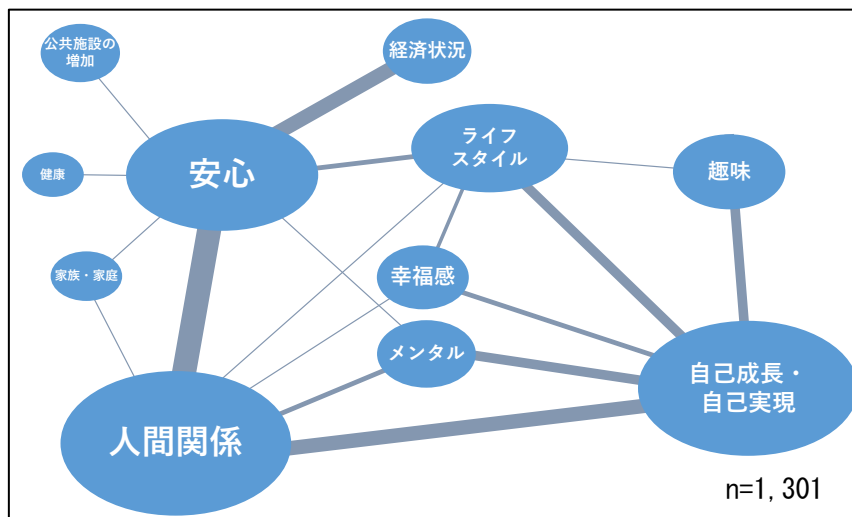 公共施設の
増加
経済状況
ライフ
スタイル
安心
趣味
健康
家族・家庭
幸福感
メンタル
自己成長・
自己実現
人間関係
n=1,301